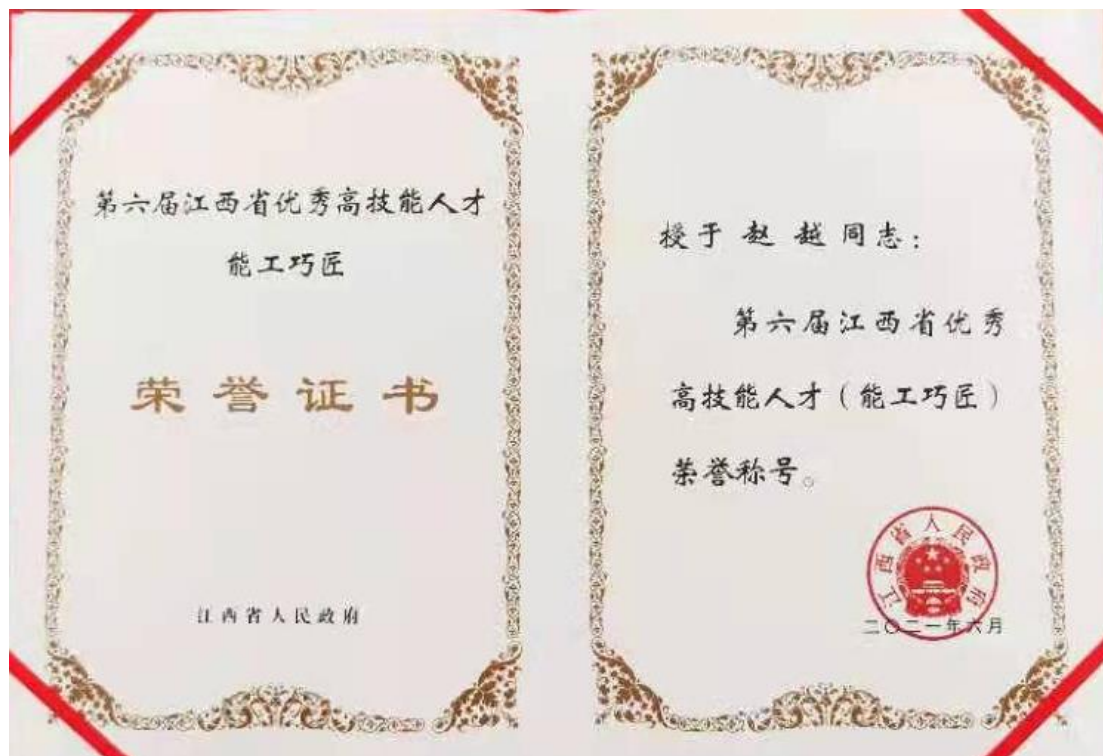 第六届江西省优秀高技能人才
能工巧匠
荣誉证书
江西省人民政府
授于 赵 越 同志：
第六届江西省优秀
高技能人才（能工巧匠）
荣誉称号。
江西省人民政府
二〇二一年六月